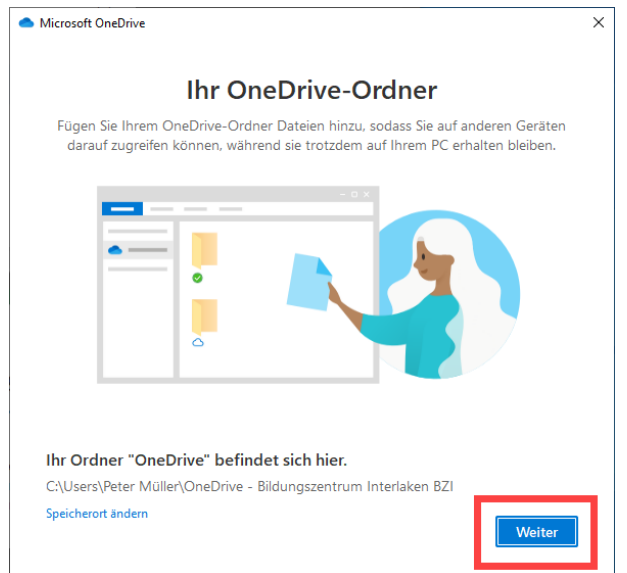 Microsoft OneDrive
Ihr OneDrive-Ordner
Fügen Sie Ihrem OneDrive-Ordner Dateien hinzu, sodass Sie auf anderen Geräten
darauf zugreifen können, während sie trotzdem auf Ihrem PC erhalten bleiben.
Ihr Ordner "OneDrive" befindet sich hier.
C:\Users\Peter Müller\OneDrive - Bildungszentrum Interlaken BZI
Speicherort ändern
Weiter